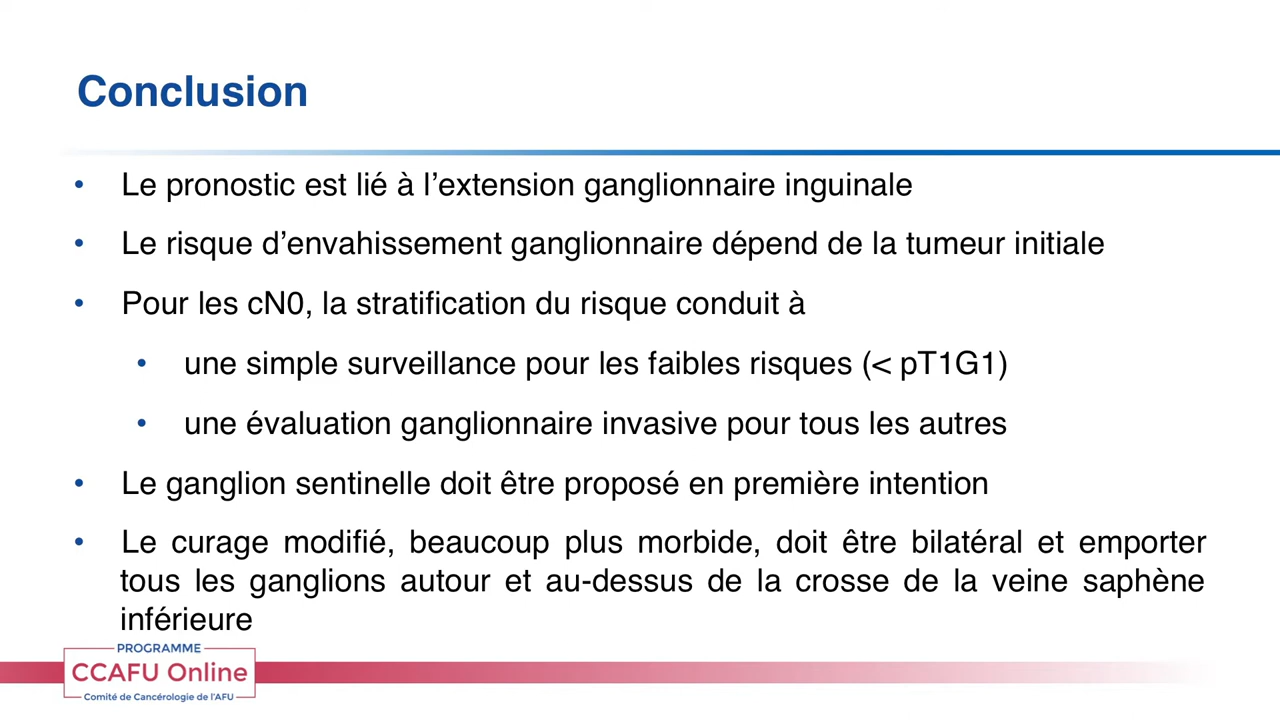 Conclusion
• Le pronostic est lié à l’extension ganglionnaire inguinale
• Le risque d’envahissement ganglionnaire dépend de la tumeur initiale
• Pour les cN0, la stratification du risque conduit à
• une simple surveillance pour les faibles risques (< pT1G1)
• une évaluation ganglionnaire invasive pour tous les autres
• Le ganglion sentinelle doit être proposé en première intention
• Le curage modifié, beaucoup plus morbide, doit être bilatéral et emporter
tous les ganglions autour et au-dessus de la crosse de la veine saphène
inférieure
PROGRAMME
CCAFU Online
Comité de Cancérologie de l'AFU